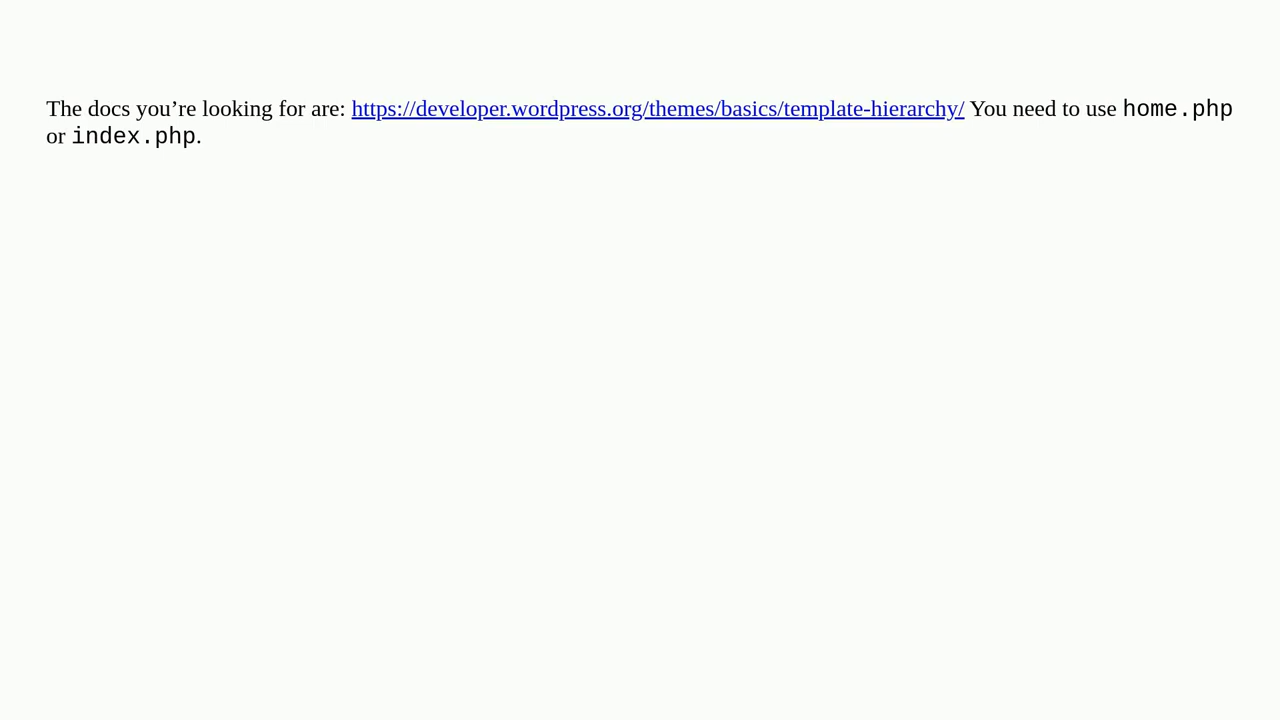 The docs you’re looking for are: https://developer.wordpress.org/themes/basics/template-hierarchy/ You need to use home.php
or index.php.